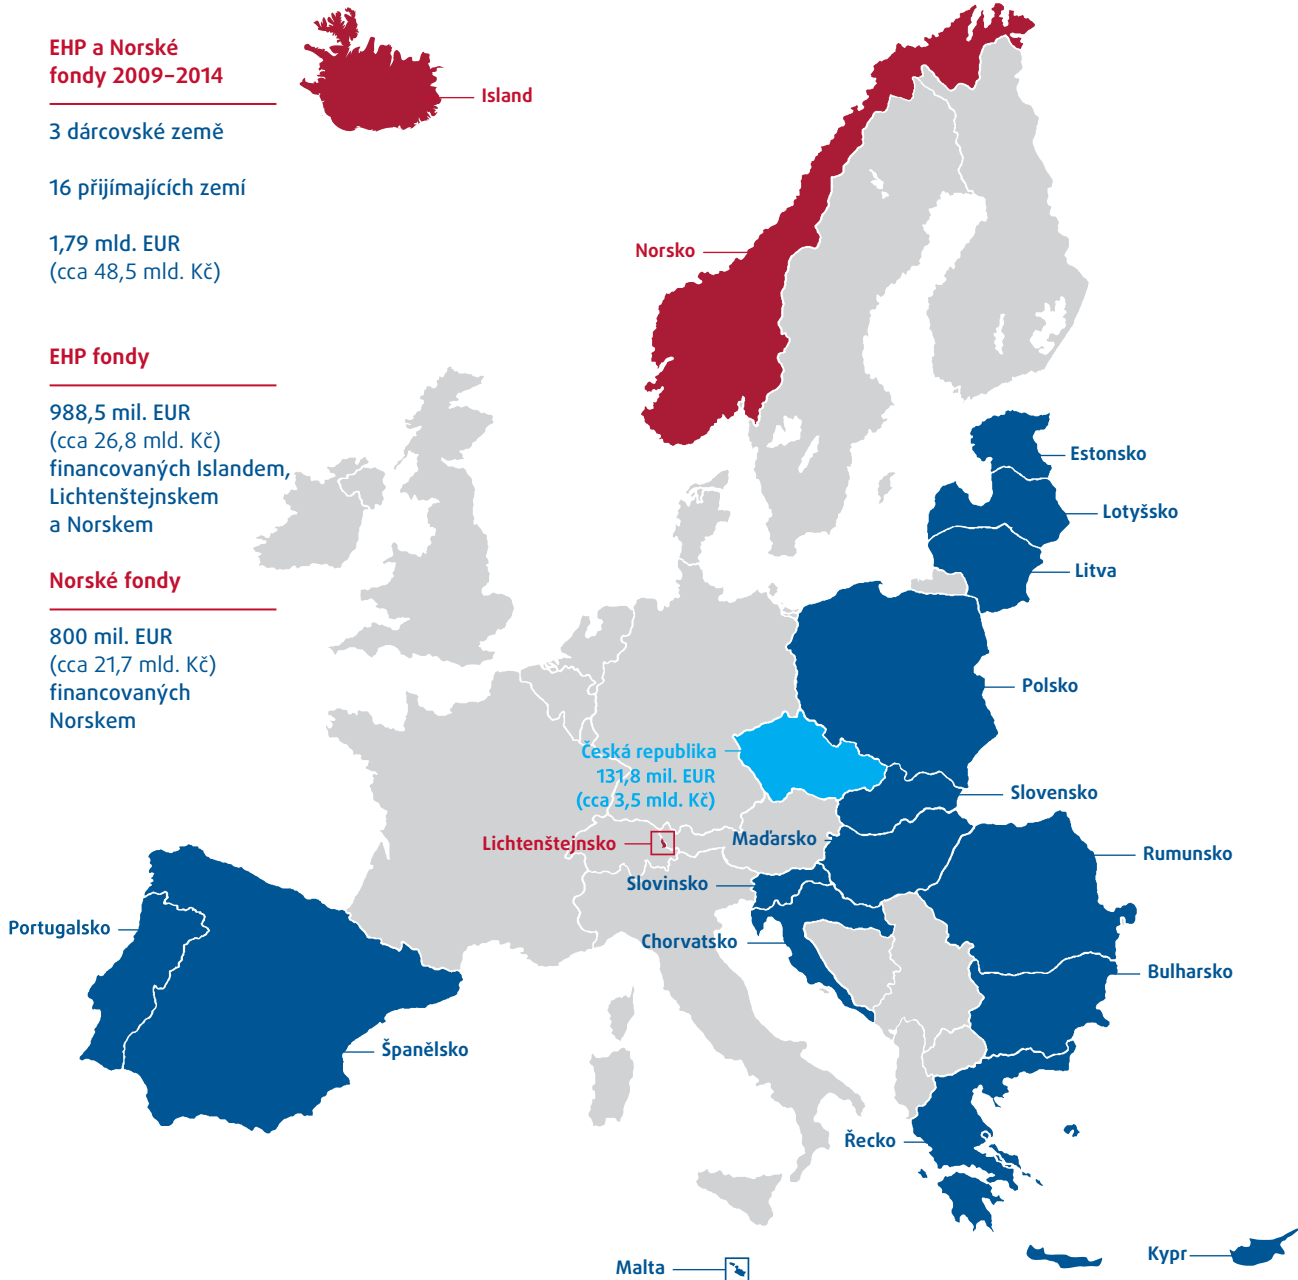 EHP a Norské
fondy 2009–2014
3 dárcovské země
16 přijímajících zemí
1,79 mld. EUR
(cca 48,5 mld. Kč)
EHP fondy
988,5 mil. EUR
(cca 26,8 mld. Kč)
financovaných Islandem,
Lichtenštejnskem
a Norskem
Norské fondy
800 mil. EUR
(cca 21,7 mld. Kč)
financovaných
Norskem
Island
Norsko
Estonsko
Lotyšsko
Litva
Polsko
Česká republika
131,8 mil. EUR
(cca 3,5 mld. Kč)
Slovensko
Lichtenštejnsko
Maďarsko
Rumunsko
Slovinsko
Portugalsko
Chorvatsko
Bulharsko
Španělsko
Řecko
Kypr
Malta